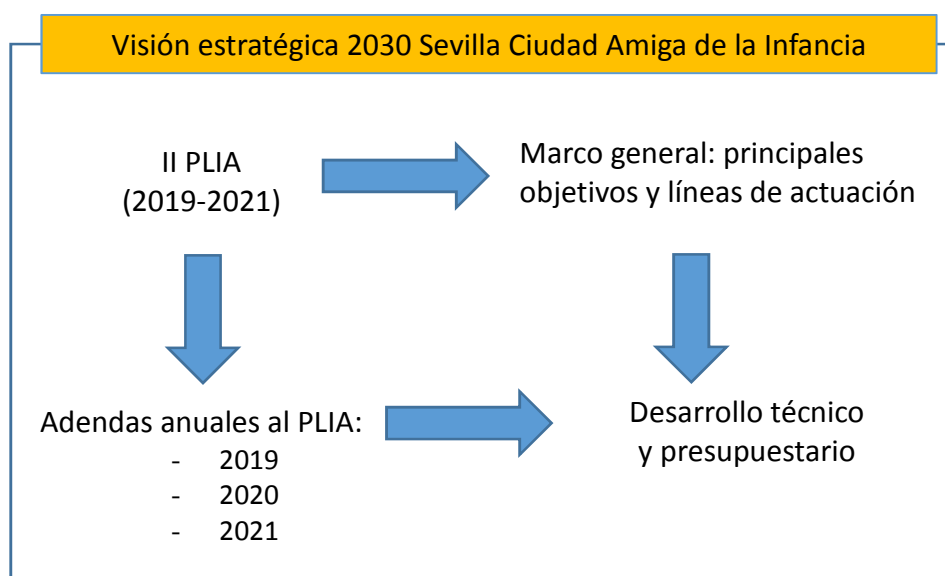 Visión estratégica 2030 Sevilla Ciudad Amiga de la Infancia
II PLIA
(2019-2021)
Marco general: principales
objetivos y líneas de actuación
Adendas anuales al PLIA:
- 2019
- 2020
- 2021
Desarrollo técnico
y presupuestario